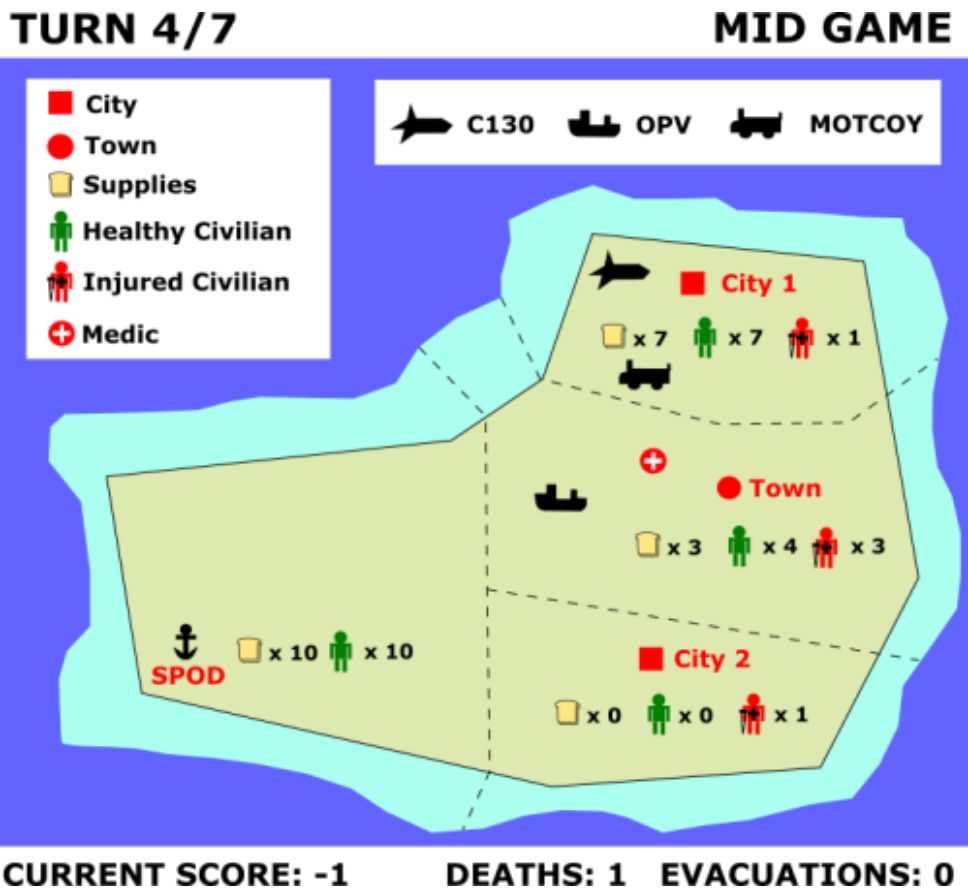 TURN 4/7 MID GAME
City
Town
Supplies
Healthy Civilian
Injured Civilian
Medic
C130 OPV MOTCOY
City 1
x 7 x 7 x 1
Town
x 3 x 4 x 3
SPOD x 10 x 10
City 2
x 0 x 0 x 1
CURRENT SCORE: -1 DEATHS: 1 EVACUATIONS: 0